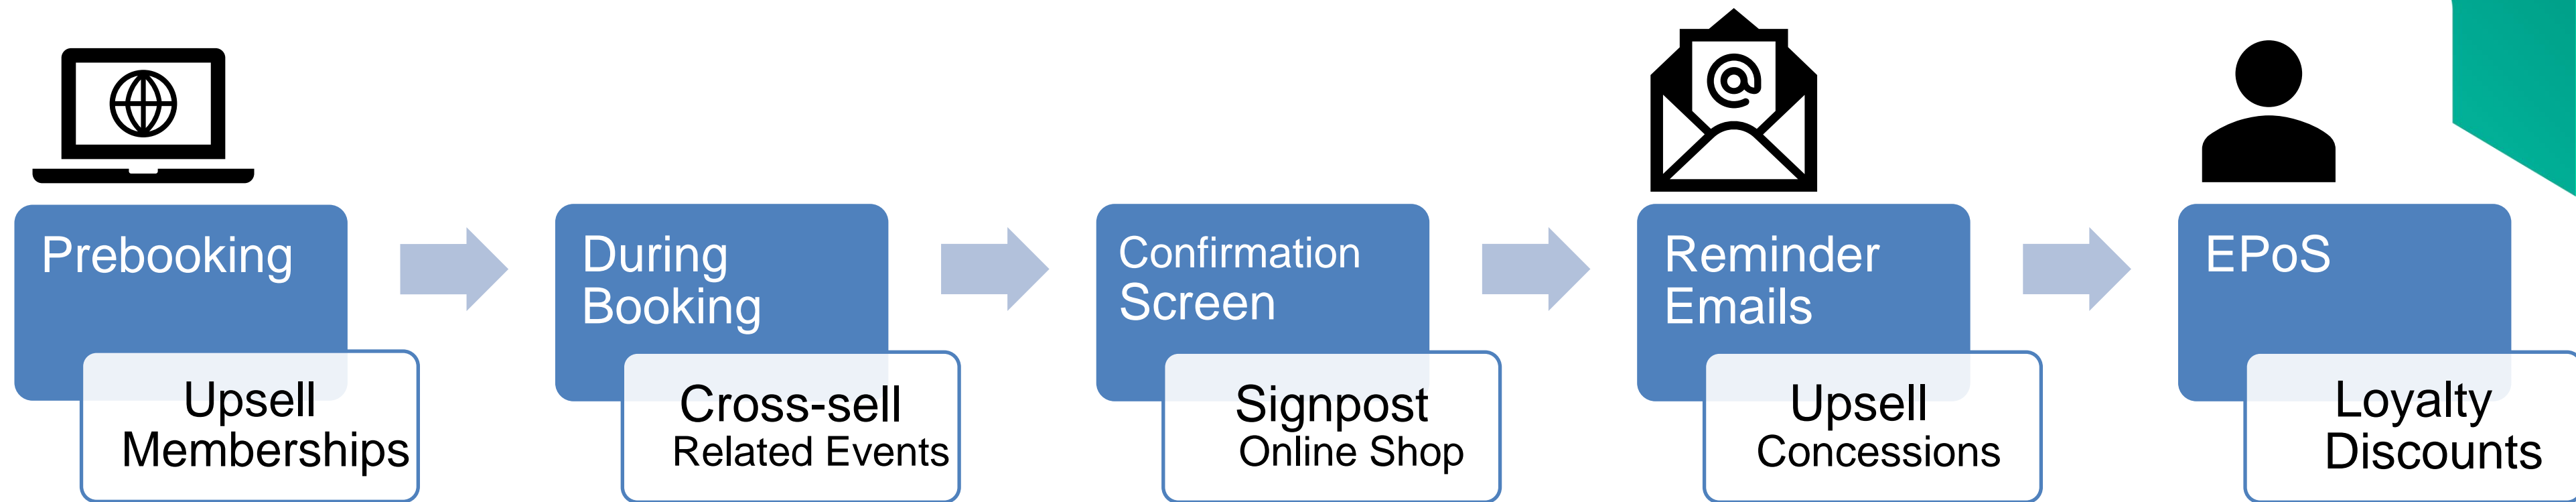 Prebooking
Upsell
Memberships
During
Booking
Cross-sell
Related Events
Confirmation
Screen
Signpost
Online Shop
@
Reminder
Emails
Upsell
Concessions
EPoS
Loyalty
Discounts